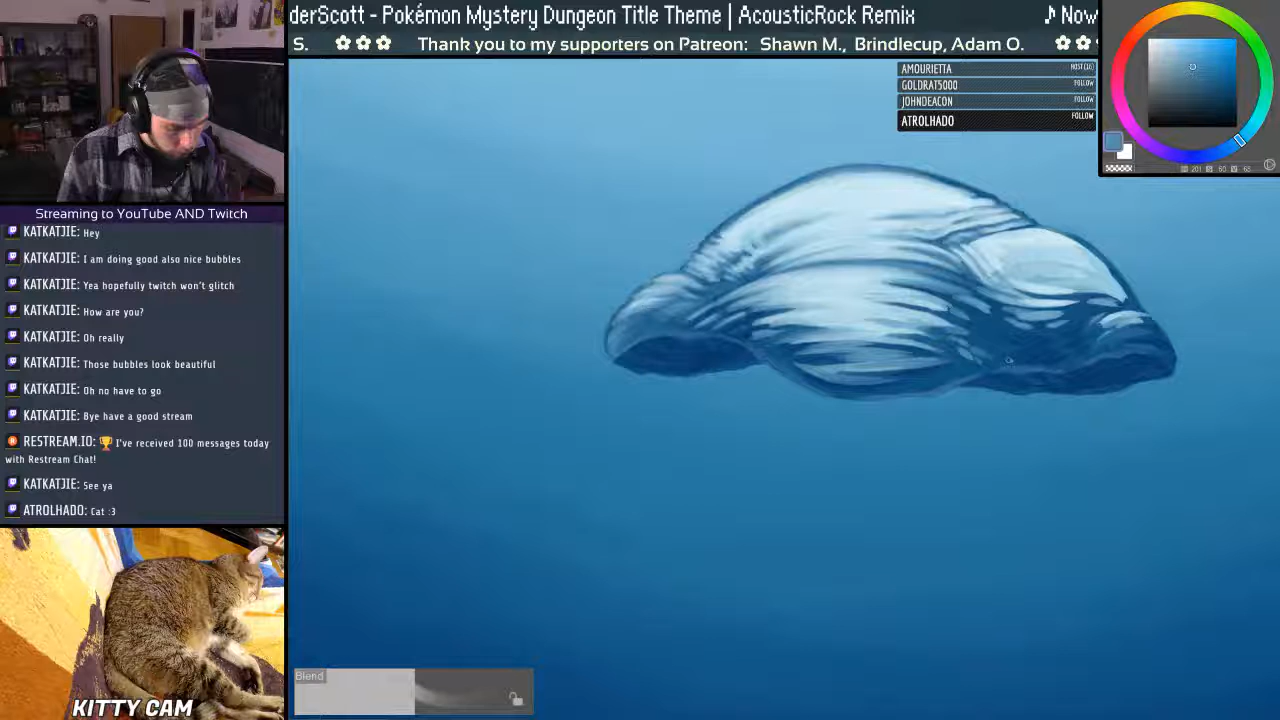 derScott - Pokémon Mystery Dungeon Title Theme | AcousticRock Remix
♪ Now
S. ✿ ✿ ✿ Thank you to my supporters on Patreon: Shawn M., Brindlecup, Adam O. ✿ ✿
AMOURIETTA HOST (16)
GOLDRAT5000 FOLLOW
JOHNDEACON FOLLOW
ATROLHADO FOLLOW
Streaming to YouTube AND Twitch
KATKATJIE: Hey
KATKATJIE: I am doing good also nice bubbles
KATKATJIE: Yea hopefully twitch won't glitch
KATKATJIE: How are you?
KATKATJIE: Oh really
KATKATJIE: Those bubbles look beautiful
KATKATJIE: Oh no have to go
KATKATJIE: Bye have a good stream
RESTREAM.IO: 🏆 I've received 100 messages today
with Restream Chat!
KATKATJIE: See ya
ATROLHADO: Cat :3
KITTY CAM
Blend